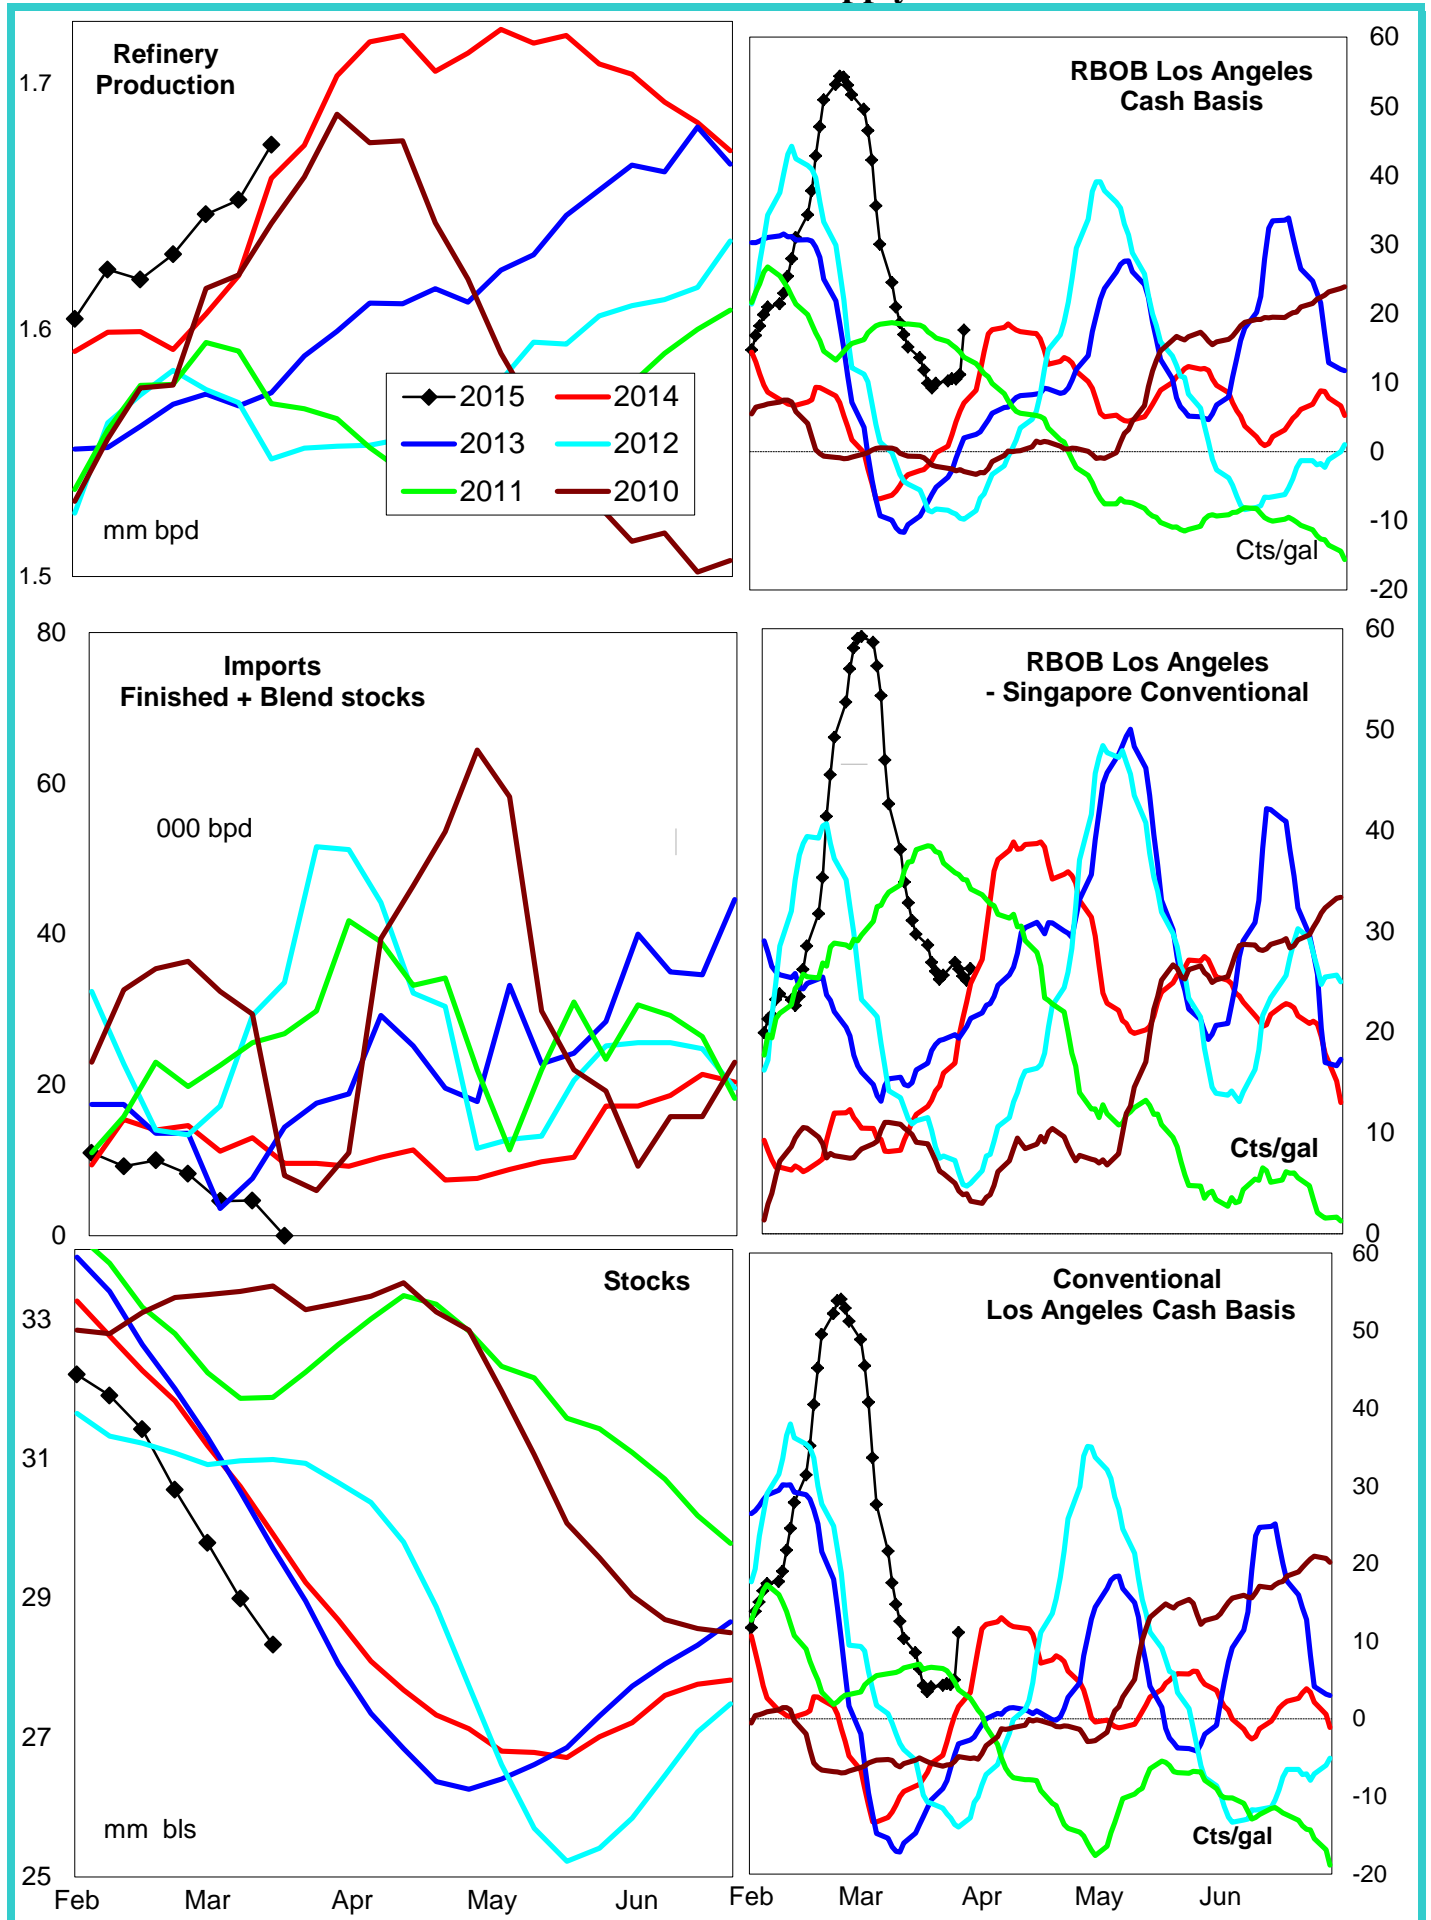 Refinery
Production
1.7
1.6
1.5
mm bpd
2015
2014
2013
2012
2011
2010
RBOB Los Angeles
Cash Basis
60
50
40
30
20
10
0
-10
-20
Cts/gal
Imports
Finished + Blend stocks
80
60
40
20
0
000 bpd
RBOB Los Angeles
- Singapore Conventional
60
50
40
30
20
10
0
Cts/gal
Stocks
33
31
29
27
25
mm bls
Feb Mar Apr May Jun
Conventional
Los Angeles Cash Basis
60
50
40
30
20
10
0
-10
-20
Cts/gal
Feb Mar Apr May Jun